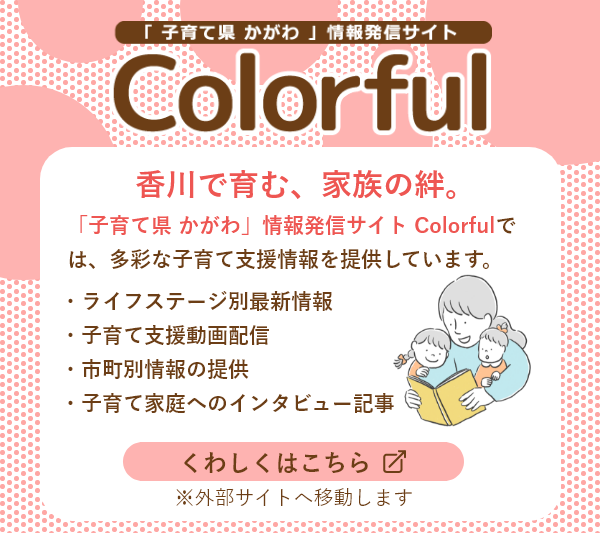 「 子育て県 かがわ 」情報発信サイト
Colorful
香川で育む、家族の絆。
「子育て県 かがわ」情報発信サイト Colorfulで
は、多彩な子育て支援情報を提供しています。
・ライフステージ別最新情報
・子育て支援動画配信
・市町別情報の提供
・子育て家庭へのインタビュー記事
くわしくはこちら
※外部サイトへ移動します